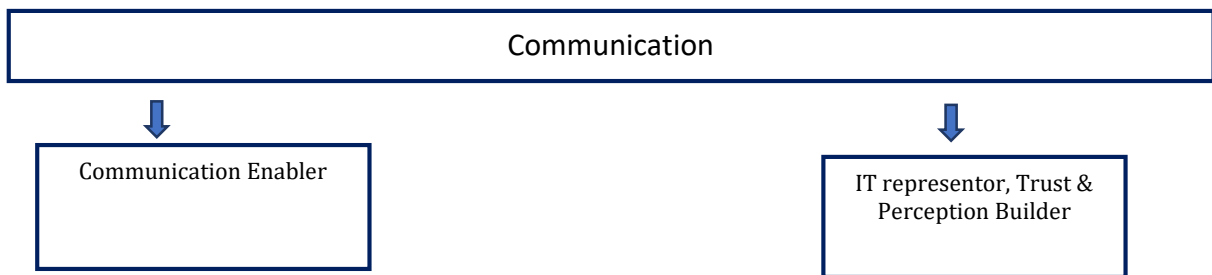 Communication
Communication Enabler
IT representor, Trust &
Perception Builder